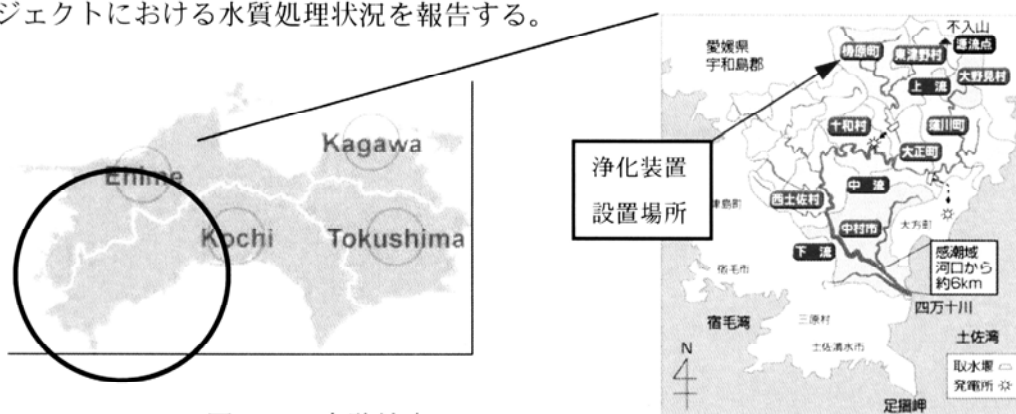 ジェクトにおける水質処理状況を報告する。
Kagawa
Ehime
Kochi
Tokushima
浄化装置
設置場所
愛媛県
宇和島郡
不入山
源流点
梼原町
東津野村
大野見村
上 流
十和村
窪川町
大正町
中 流
西土佐村
津島町
中村市
大方町
下 流
感潮域
河口から
約6km
宿毛市
四万十川
宿毛湾
三原村
土佐湾
土佐清水市
N
取水堰
発電所
足摺岬